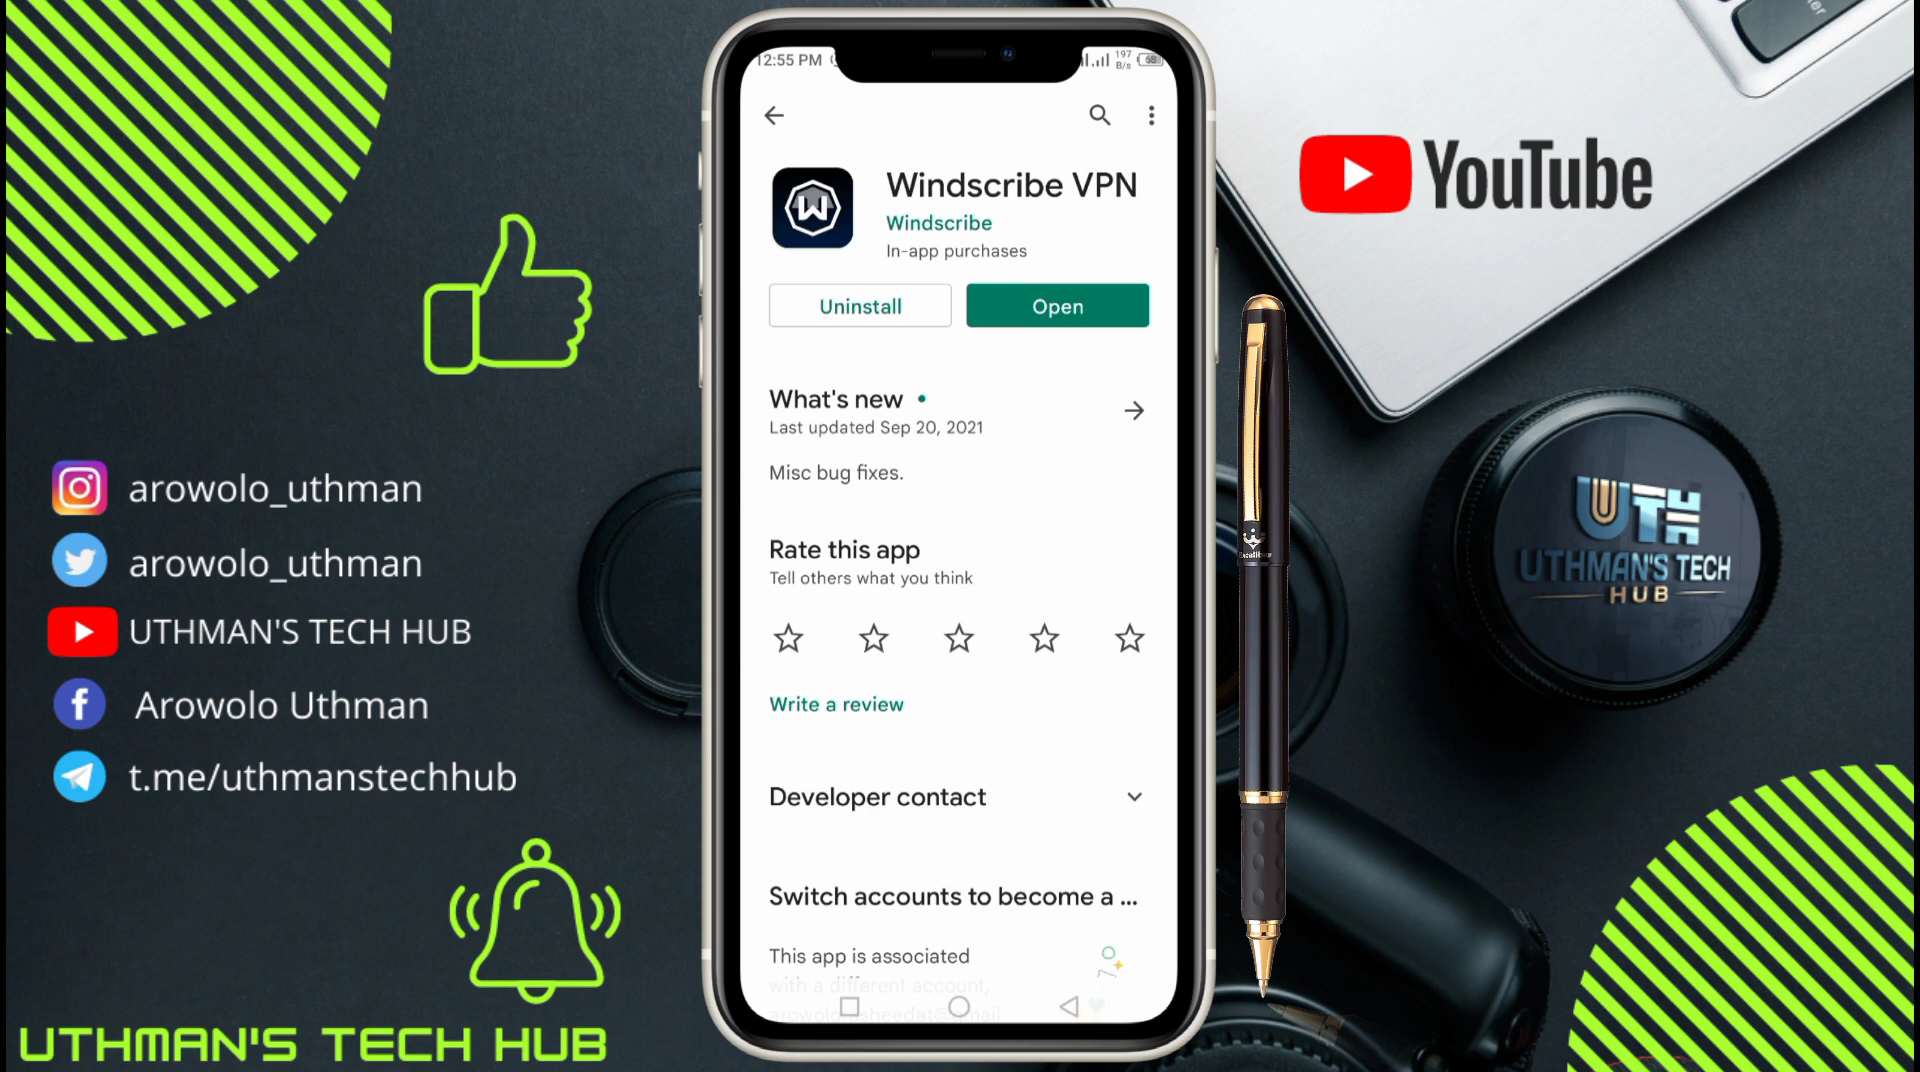 12:55 PM
197
B/s
68
Windscribe VPN
Windscribe
In-app purchases
Uninstall
Open
What's new
Last updated Sep 20, 2021
Misc bug fixes.
Rate this app
Tell others what you think
Write a review
Developer contact
Switch accounts to become a ...
This app is associated
with a different account,
YouTube
arowolo_uthman
arowolo_uthman
UTHMAN'S TECH HUB
Arowolo Uthman
t.me/uthmanstechhub
UTHMAN'S TECH HUB
UTH
UTHMAN'S TECH
HUB